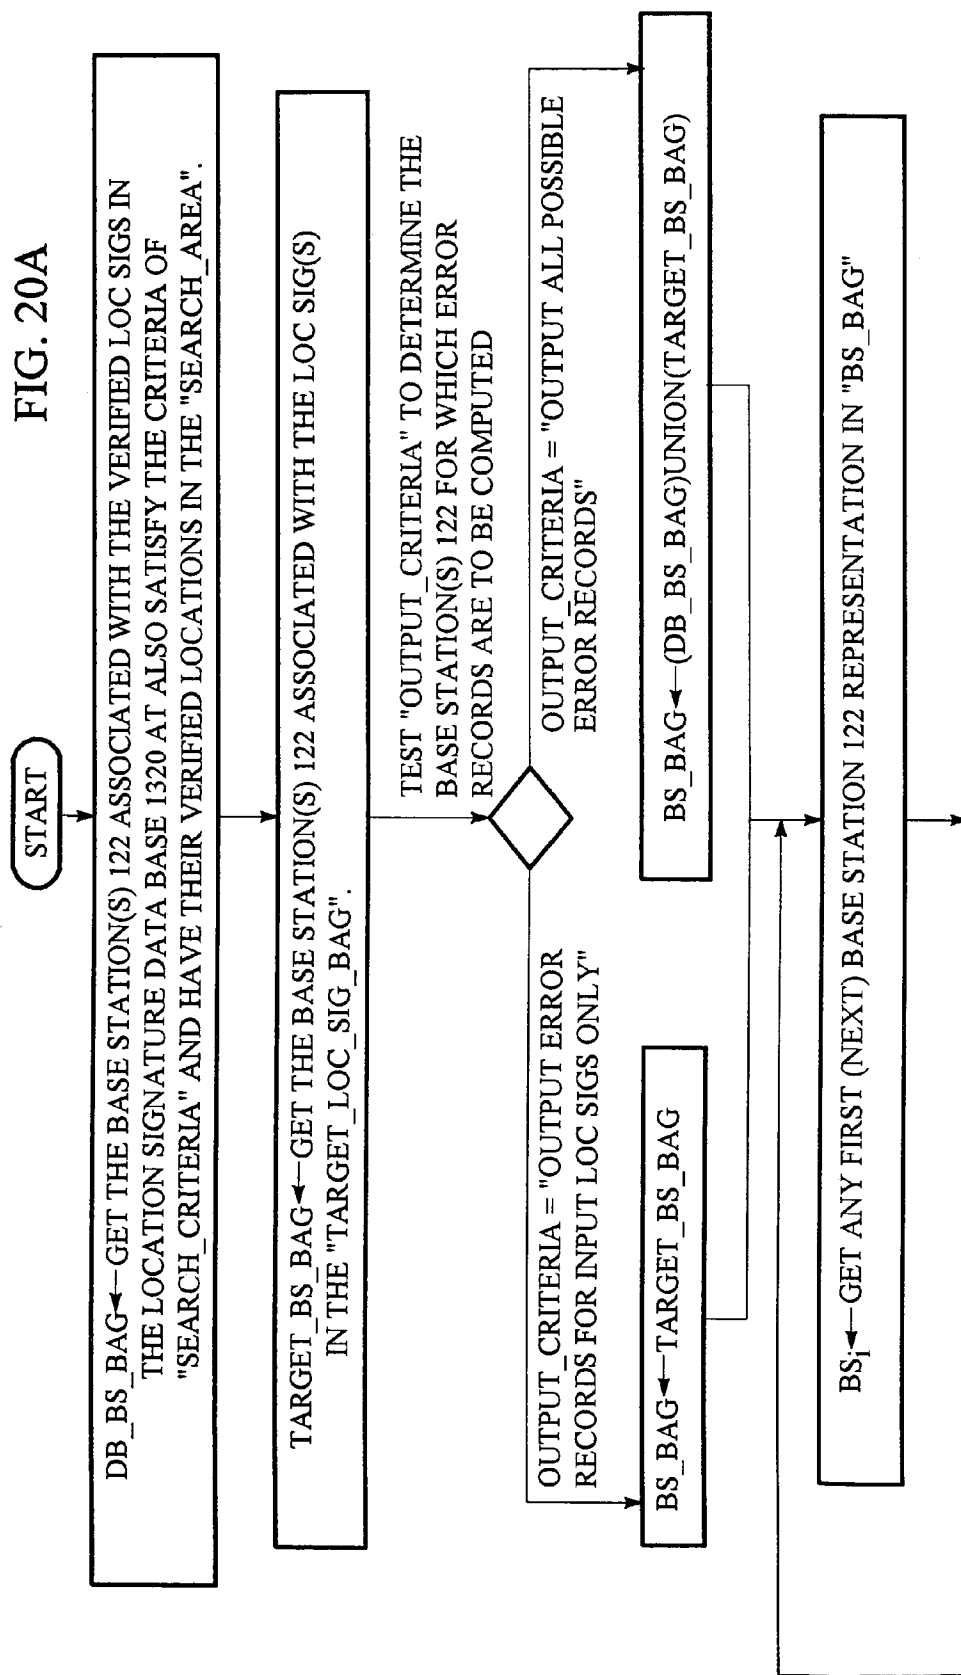 FIG. 20A
START
DB_BS_BAG←GET THE BASE STATION(S) 122 ASSOCIATED WITH THE VERIFIED LOC SIGS IN
THE LOCATION SIGNATURE DATA BASE 1320 AT ALSO SATISFY THE CRITERIA OF
"SEARCH_CRITERIA" AND HAVE THEIR VERIFIED LOCATIONS IN THE "SEARCH_AREA".
TARGET_BS_BAG←GET THE BASE STATION(S) 122 ASSOCIATED WITH THE LOC SIG(S)
IN THE "TARGET_LOC_SIG_BAG".
TEST "OUTPUT_CRITERIA" TO DETERMINE THE
BASE STATION(S) 122 FOR WHICH ERROR
RECORDS ARE TO BE COMPUTED
OUTPUT_CRITERIA = "OUTPUT ERROR
RECORDS FOR INPUT LOC SIGS ONLY"
OUTPUT_CRITERIA = "OUTPUT ALL POSSIBLE
ERROR RECORDS"
BS_BAG←TARGET_BS_BAG
BS_BAG←(DB_BS_BAG)UNION(TARGET_BS_BAG)
BSi←GET ANY FIRST (NEXT) BASE STATION 122 REPRESENTATION IN "BS_BAG"